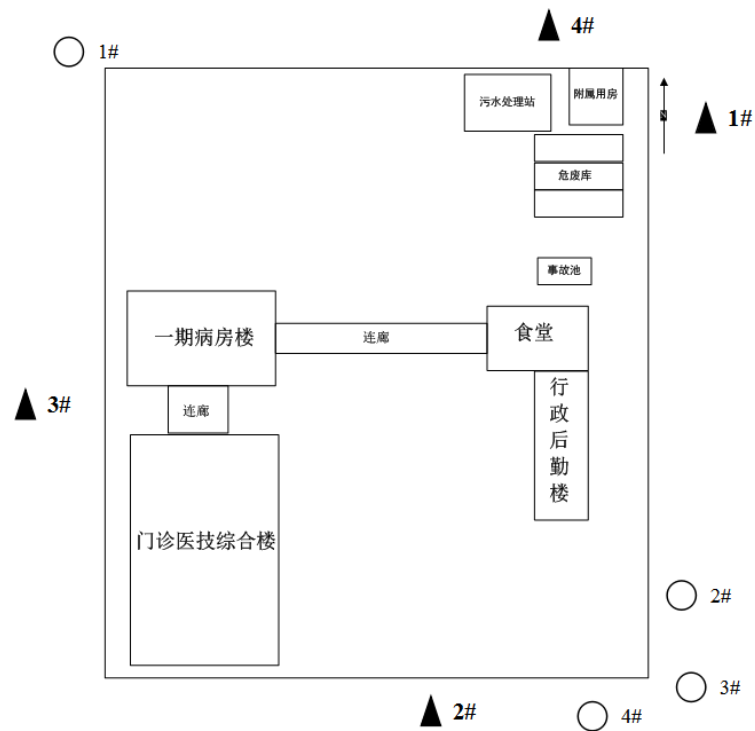 4#
1#
污水处理站
附属用房
1#
危废库
事故池
一期病房楼
连廊
食堂
连廊
行政后勤楼
3#
门诊医技综合楼
2#
3#
2#
4#